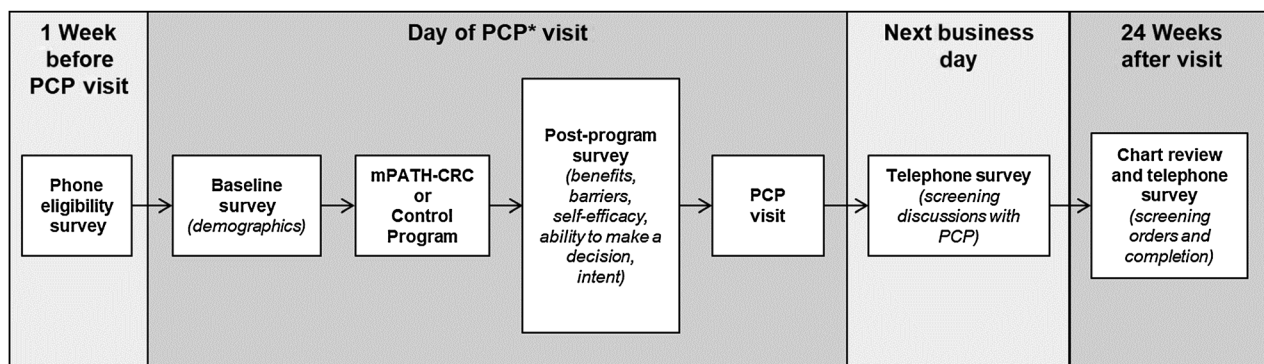 1 Week
before
PCP visit
Day of PCP* visit
Next business
day
24 Weeks
after visit
Phone
eligibility
survey
Baseline
survey
(demographics)
mPATH-CRC
or
Control
Program
Post-program
survey
(benefits,
barriers,
self-efficacy,
ability to make a
decision,
intent)
PCP
visit
Telephone survey
(screening
discussions with
PCP)
Chart review
and telephone
survey
(screening
orders and
completion)